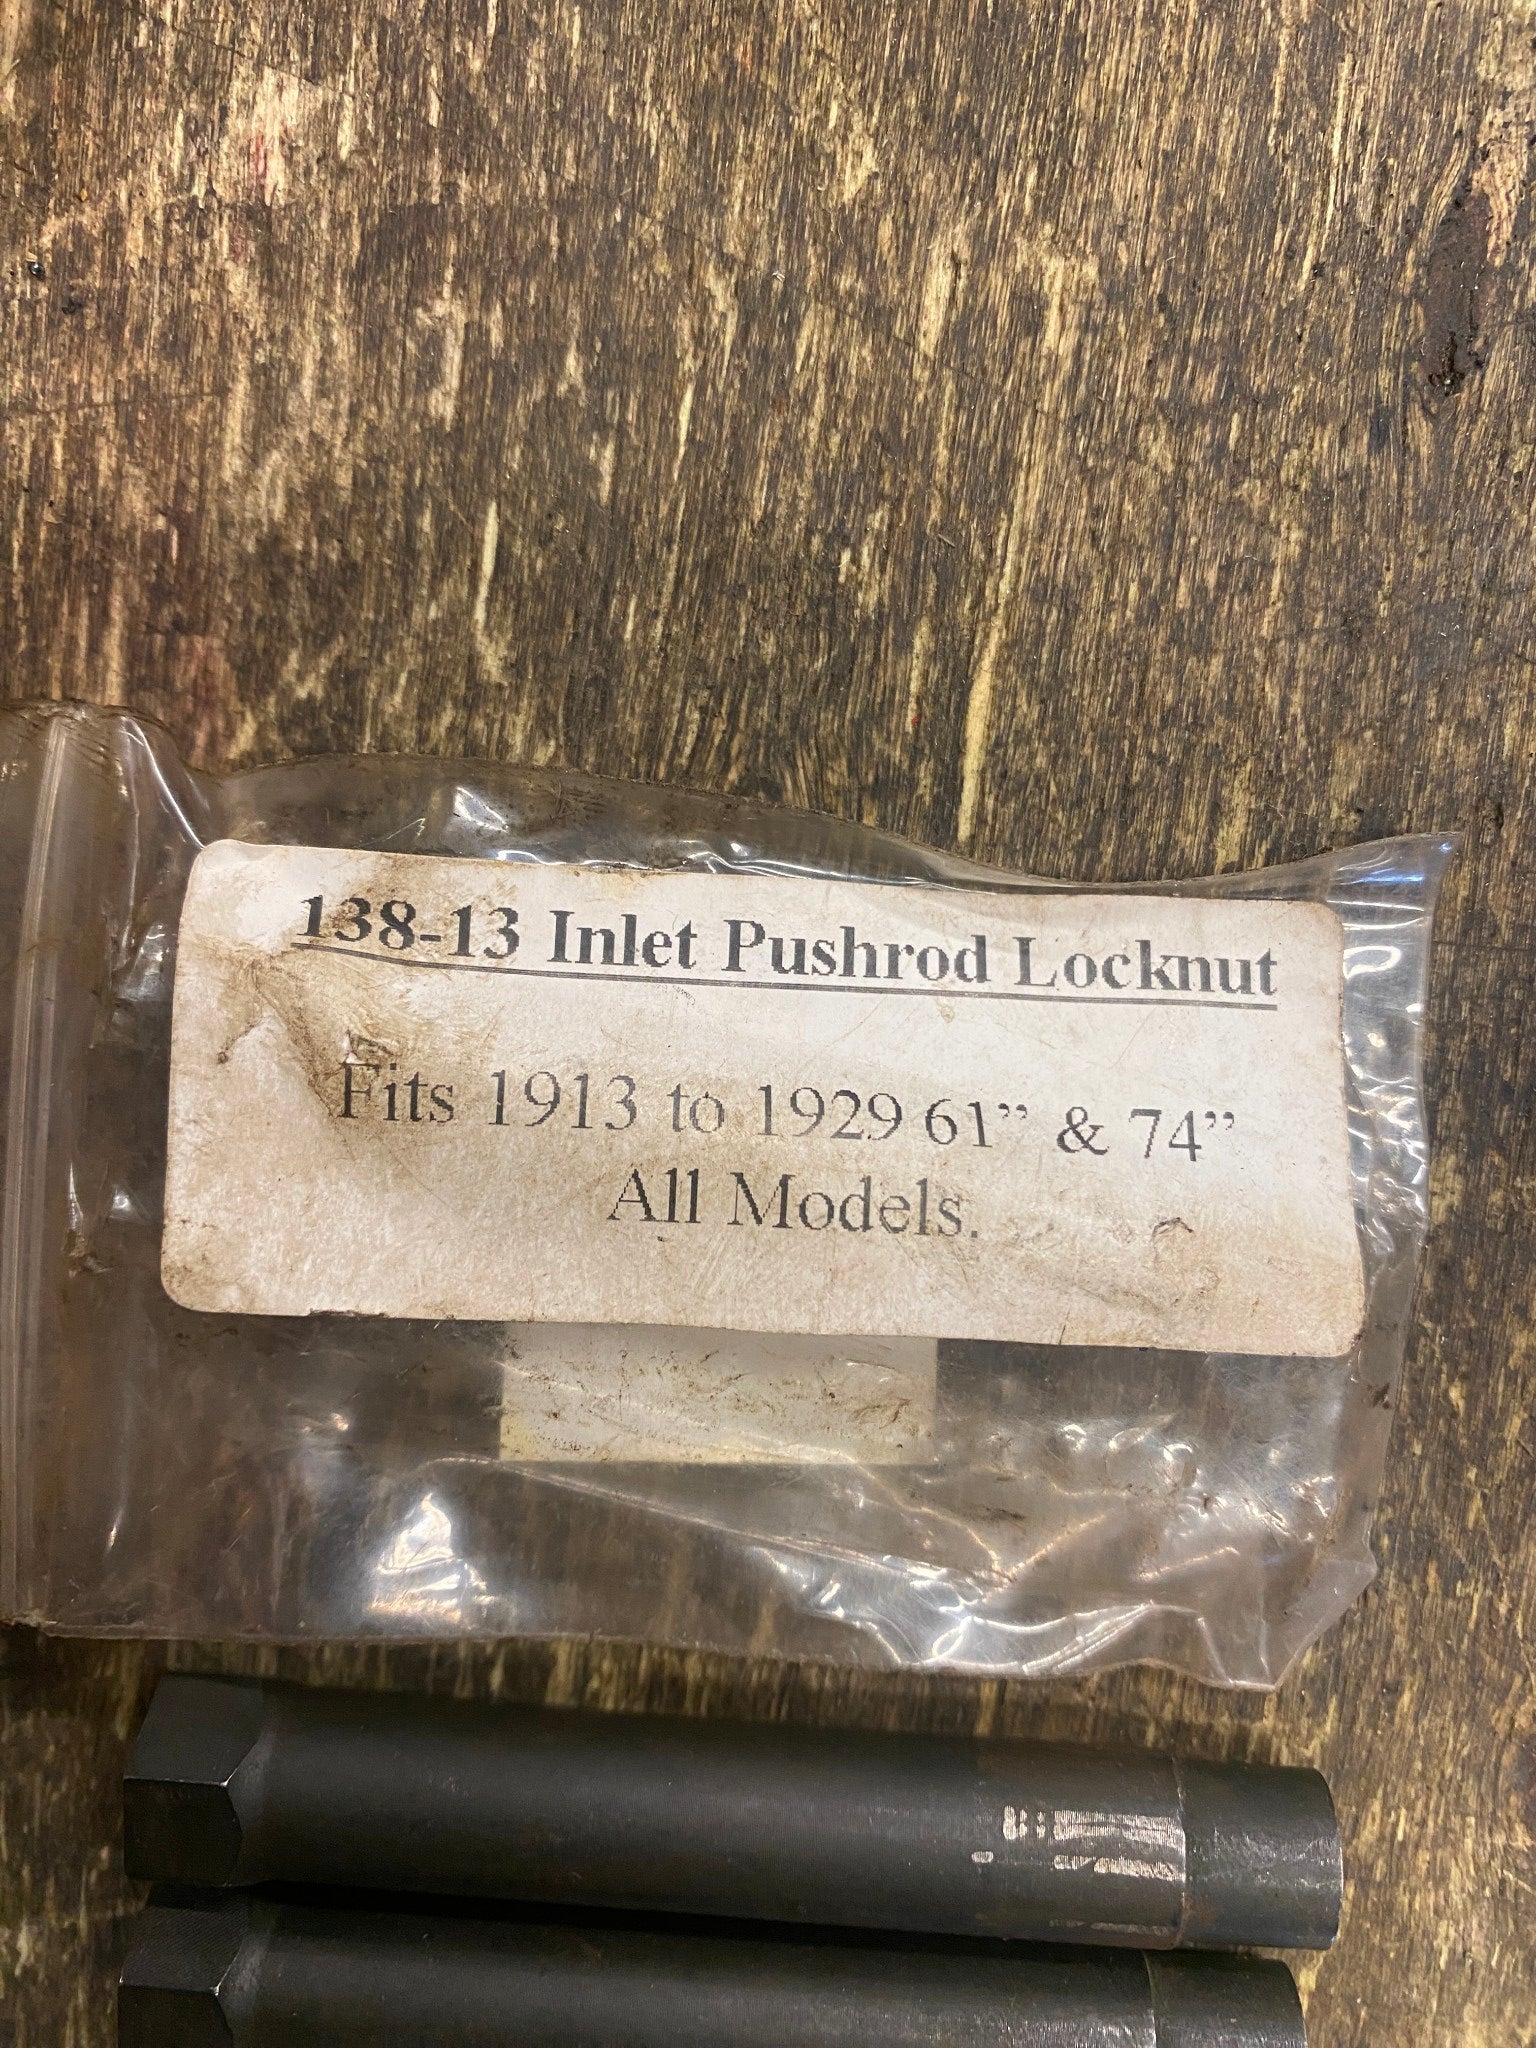 138-13 Inlet Pushrod Locknut
Fits 1913 to 1929 61” & 74”
All Models.